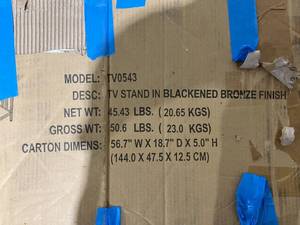 MODEL: TV0543
DESC: TV STAND IN BLACKENED BRONZE FINISH
NET WT: 45.43 LBS. ( 20.65 KGS)
GROSS WT: 50.6 LBS. ( 23.0 KGS)
CARTON DIMENS: 56.7" W X 18.7" D X 5.0" H
(144.0 X 47.5 X 12.5 CM)